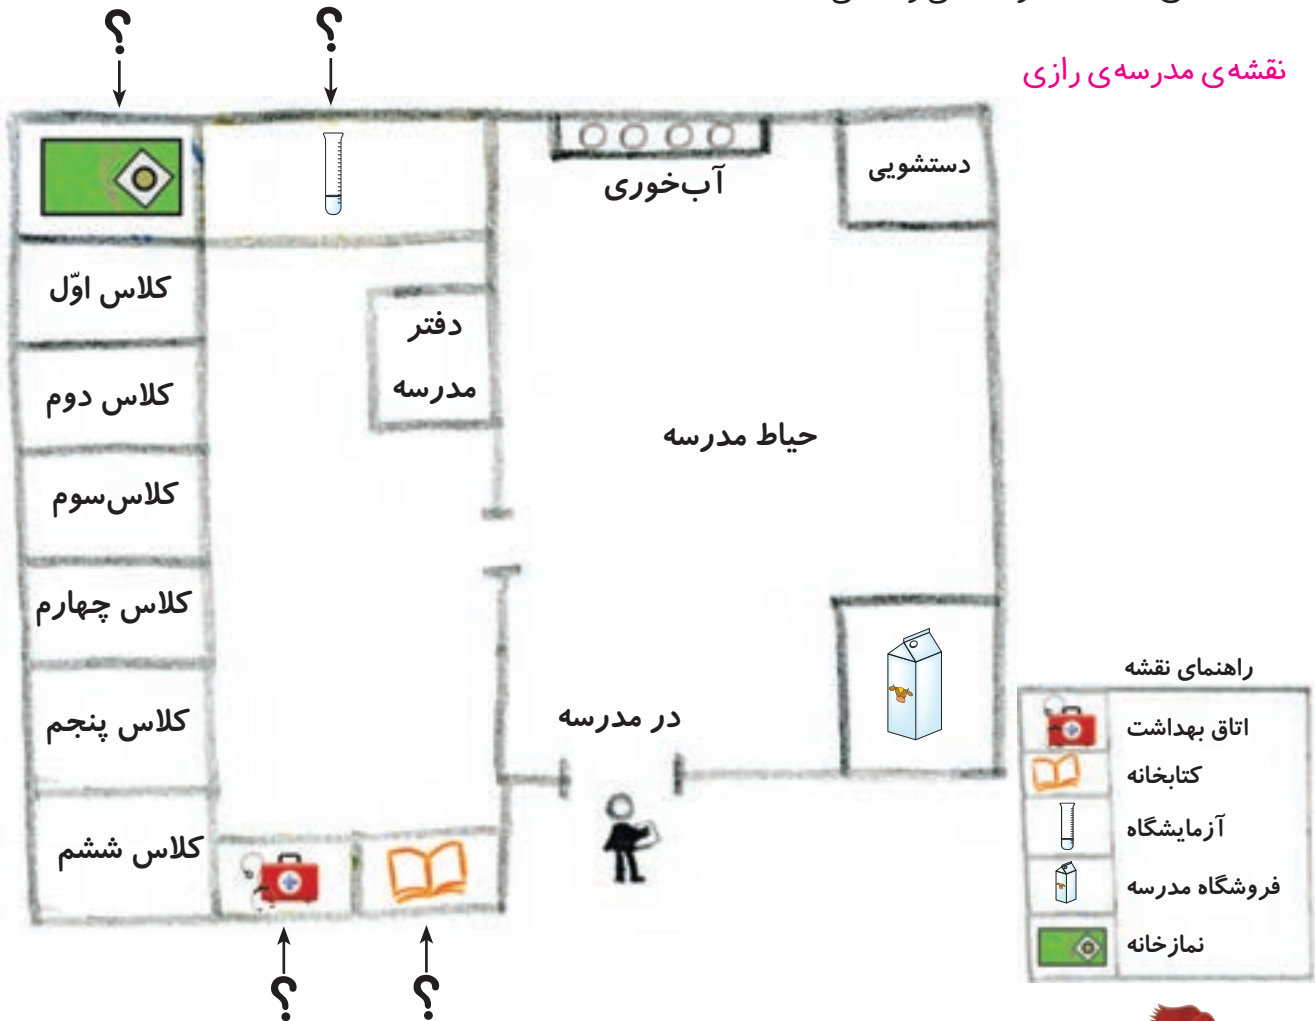 نقشه‌ی مدرسه‌ی رازی
؟
؟
دستشویی
آب‌خوری
کلاس اوّل
دفتر
مدرسه
کلاس دوم
حیاط مدرسه
کلاس‌سوم
کلاس چهارم
کلاس پنجم
در مدرسه
کلاس ششم
؟
؟
راهنمای نقشه
اتاق بهداشت
کتابخانه
آزمایشگاه
فروشگاه مدرسه
نمازخانه